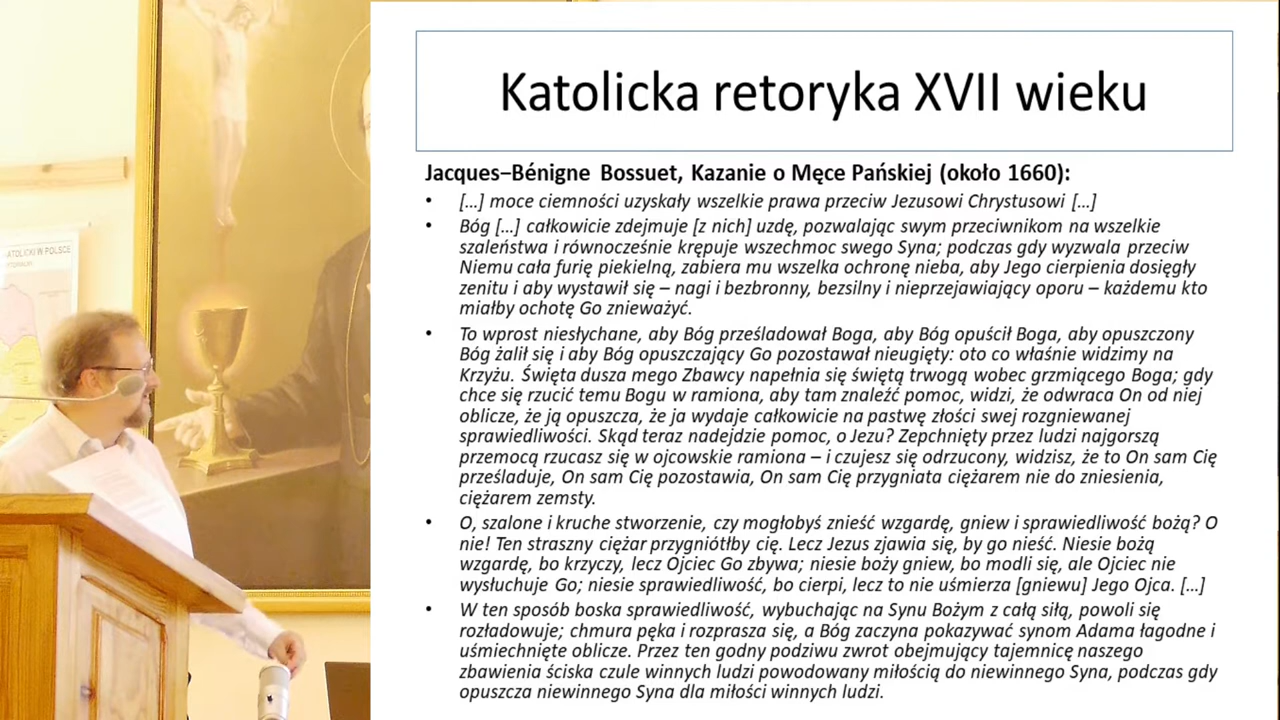 Katolicka retoryka XVII wieku
Jacques–Bénigne Bossuet, Kazanie o Męce Pańskiej (około 1660):
• […] moce ciemności uzyskały wszelkie prawa przeciw Jezusowi Chrystusowi […]
• Bóg […] całkowicie zdejmuje [z nich] uzdę, pozwalając swym przeciwnikom na wszelkie
szaleństwa i równocześnie krępuje wszechmoc swego Syna; podczas gdy wyzwala przeciw
Niemu cała furię piekielną, zabiera mu wszelka ochronę nieba, aby Jego cierpienia dosięgły
zenitu i aby wystawił się – nagi i bezbronny, bezsilny i nieprzejawiający oporu – każdemu kto
miałby ochotę Go znieważyć.
• To wprost niesłychane, aby Bóg prześladował Boga, aby Bóg opuścił Boga, aby opuszczony
Bóg żalił się i aby Bóg opuszczający Go pozostawał nieugięty: oto co właśnie widzimy na
Krzyżu. Święta dusza mego Zbawcy napełnia się świętą trwogą wobec grzmiącego Boga; gdy
chce się rzucić temu Bogu w ramiona, aby tam znaleźć pomoc, widzi, że odwraca On od niej
oblicze, że ją opuszcza, że ja wydaje całkowicie na pastwę złości swej rozgniewanej
sprawiedliwości. Skąd teraz nadejdzie pomoc, o Jezu? Zepchnięty przez ludzi najgorszą
przemocą rzucasz się w ojcowskie ramiona – i czujesz się odrzucony, widzisz, że to On sam Cię
prześladuje, On sam Cię pozostawia, On sam Cię przygniata ciężarem nie do zniesienia,
ciężarem zemsty.
• O, szalone i kruche stworzenie, czy mogłobyś znieść wzgardę, gniew i sprawiedliwość bożą? O
nie! Ten straszny ciężar przygniótłby cię. Lecz Jezus zjawia się, by go nieść. Niesie bożą
wzgardę, bo krzyczy, lecz Ojciec Go zbywa; niesie boży gniew, bo modli się, ale Ojciec nie
wysłuchuje Go; niesie sprawiedliwość, bo cierpi, lecz to nie uśmierza [gniewu] Jego Ojca. […]
• W ten sposób boska sprawiedliwość, wybuchając na Synu Bożym z całą siłą, powoli się
rozładowuje; chmura pęka i rozprasza się, a Bóg zaczyna pokazywać synom Adama łagodne i
uśmiechnięte oblicze. Przez ten godny podziwu zwrot obejmujący tajemnicę naszego
zbawienia ściska czule winnych ludzi powodowany miłością do niewinnego Syna, podczas gdy
opuszcza niewinnego Syna dla miłości winnych ludzi.
W POLSCE